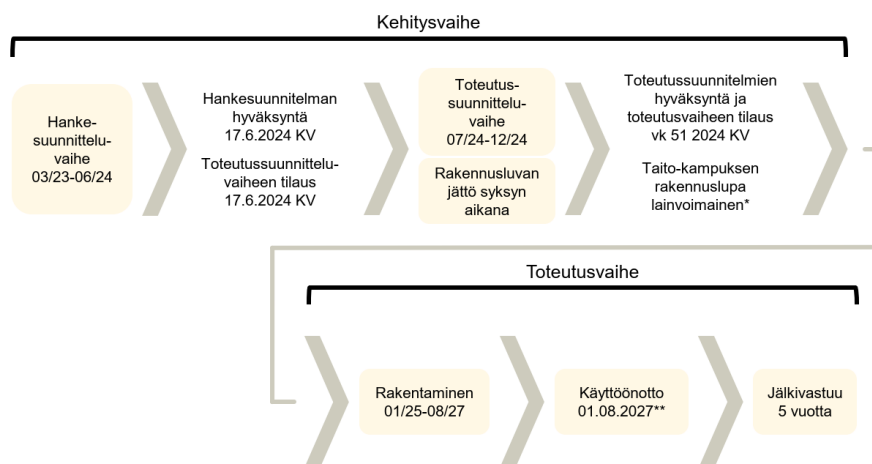 Kehitysvaihe
Hanke-
suunnittelu-
vaihe
03/23-06/24
Hankesuunnitelman
hyväksyntä
17.6.2024 KV
Toteutussuunnittelu-
vaiheen tilaus
17.6.2024 KV
Toteutus-
suunnittelu-
vaihe
07/24-12/24
Rakennusluvan
jättö syksyn
aikana
Toteutussuunnitelmien
hyväksyntä ja
toteutusvaiheen tilaus
vk 51 2024 KV
Taito-kampuksen
rakennuslupa
lainvoimainen*
Toteutusvaihe
Rakentaminen
01/25-08/27
Käyttöönotto
01.08.2027**
Jälkivastuu
5 vuotta